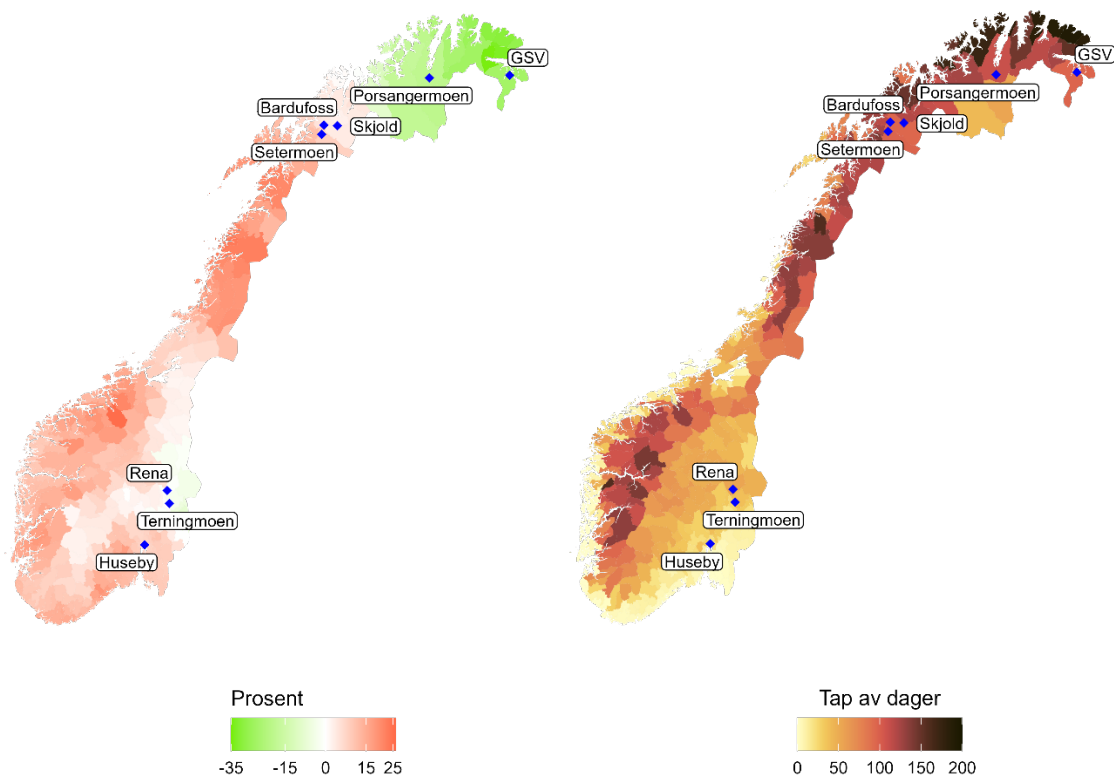 GSV
Porsangermoen
Bardufoss
Skjold
Setermoen
Rena
Terningmoen
Huseby
Prosent
-35 -15 0 15 25
GSV
Porsangermoen
Bardufoss
Skjold
Setermoen
Rena
Terningmoen
Huseby
Tap av dager
0 50 100 150 200